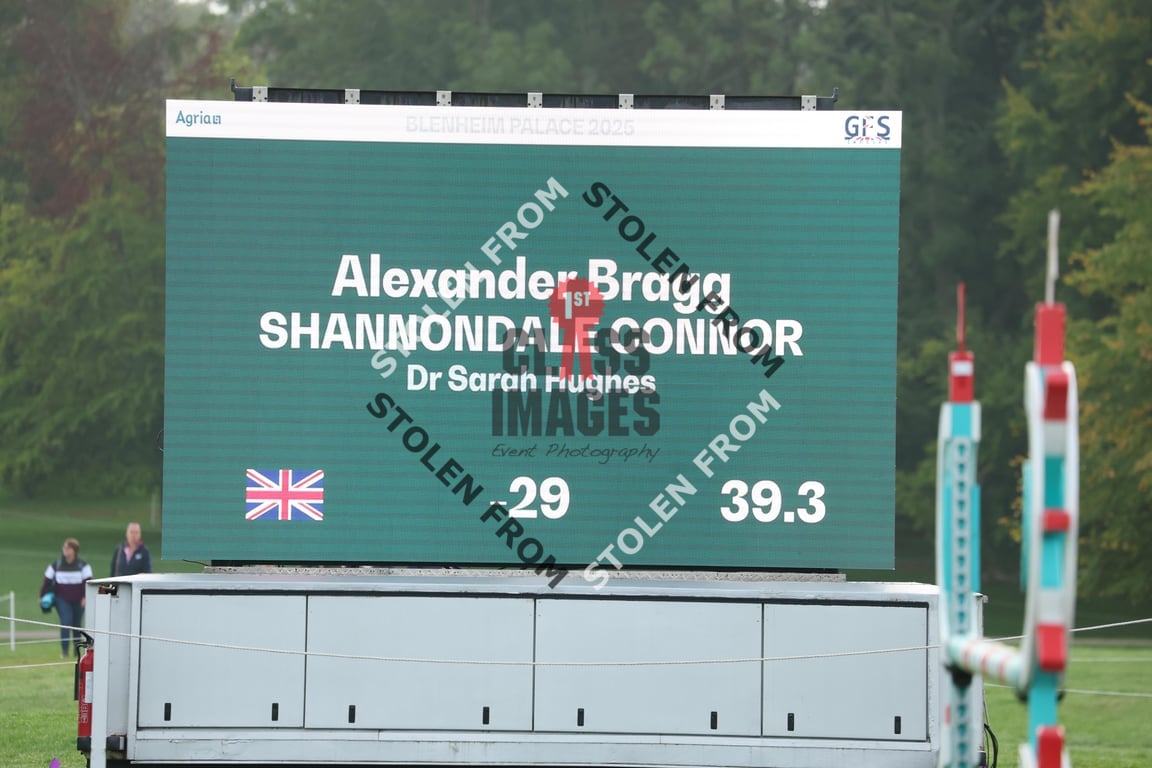 Agria
BLENHEIM PALACE 2025
GFS
Alexander Bragg
SHANNONDALE CONNOR
Dr Sarah Hughes
-29
39.3
STOLEN FROM
STOLEN FROM
STOLEN FROM
STOLEN FROM
1ST
CLASS
IMAGES
Event Photography